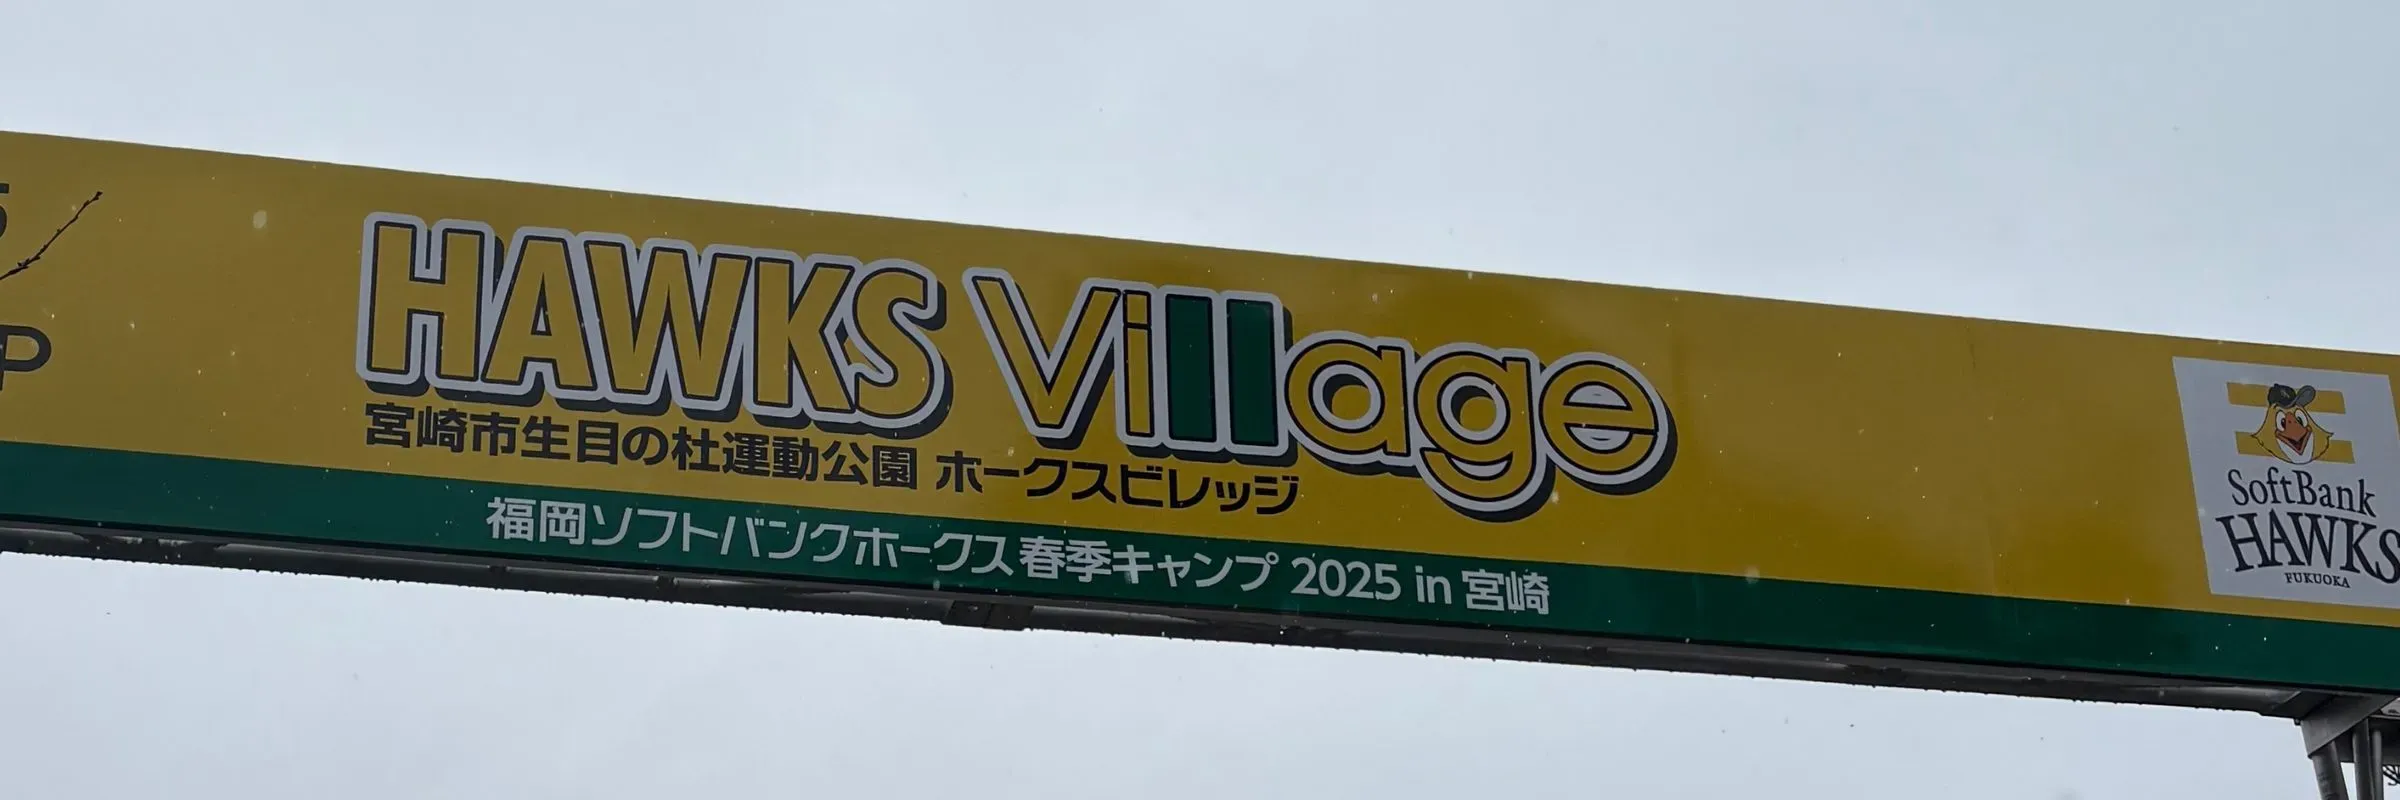 HAWKS Village
宮崎市生目の杜運動公園 ホークスビレッジ
福岡ソフトバンクホークス 春季キャンプ 2025 in 宮崎
SoftBank
HAWKS
FUKUOKA